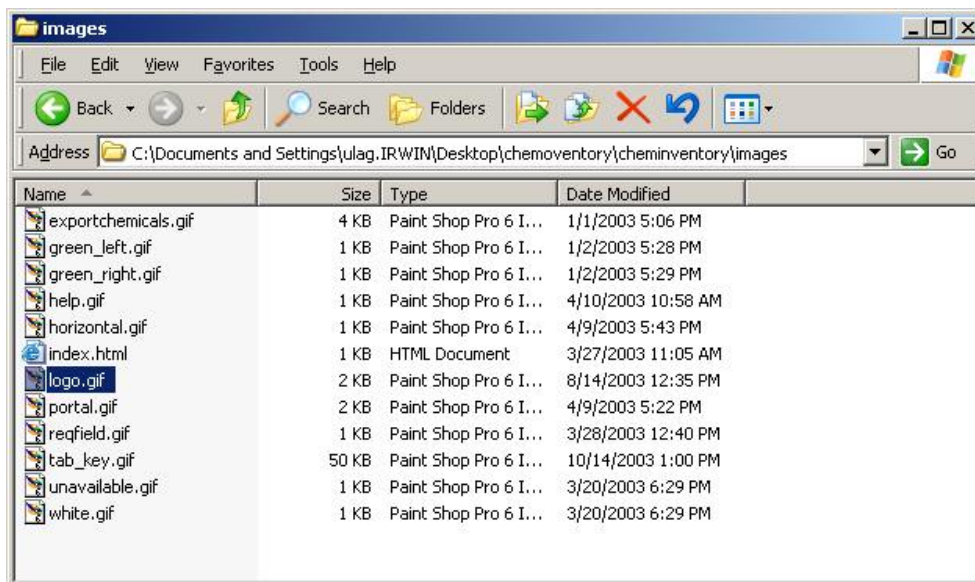 images
File Edit View Favorites Tools Help
Back Search Folders
Address C:\Documents and Settings\ulag.IRWIN\Desktop\chemoventory\cheminventory\images Go
Name Size Type Date Modified
exportchemicals.gif 4 KB Paint Shop Pro 6 I... 1/1/2003 5:06 PM
green_left.gif 1 KB Paint Shop Pro 6 I... 1/2/2003 5:28 PM
green_right.gif 1 KB Paint Shop Pro 6 I... 1/2/2003 5:29 PM
help.gif 1 KB Paint Shop Pro 6 I... 4/10/2003 10:58 AM
horizontal.gif 1 KB Paint Shop Pro 6 I... 4/9/2003 5:43 PM
index.html 1 KB HTML Document 3/27/2003 11:05 AM
logo.gif 2 KB Paint Shop Pro 6 I... 8/14/2003 12:35 PM
portal.gif 2 KB Paint Shop Pro 6 I... 4/9/2003 5:22 PM
reqfield.gif 1 KB Paint Shop Pro 6 I... 3/28/2003 12:40 PM
tab_key.gif 50 KB Paint Shop Pro 6 I... 10/14/2003 1:00 PM
unavailable.gif 1 KB Paint Shop Pro 6 I... 3/20/2003 6:29 PM
white.gif 1 KB Paint Shop Pro 6 I... 3/20/2003 6:29 PM